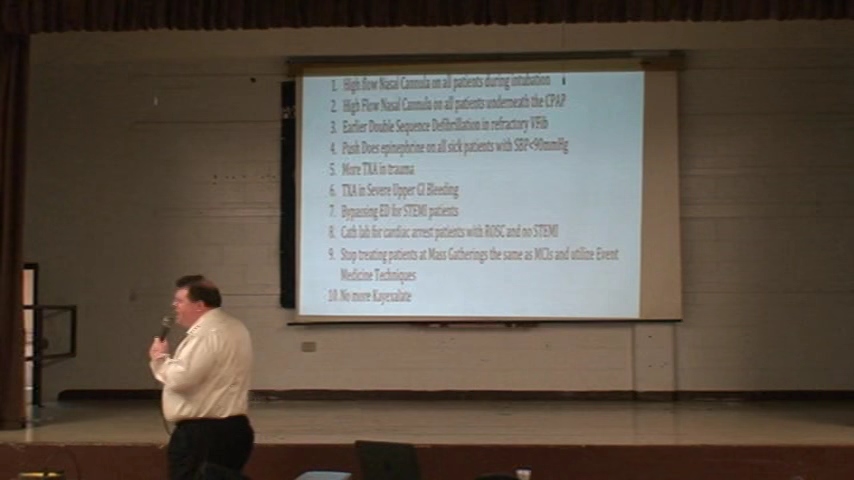 1. High flow Nasal Cannula on all patients during intubation
2. High Flow Nasal Cannula on all patients underneath the CPAP
3. Earlier Double Sequence Defibrillation in refractory VFib
4. Push Does epinephrine on all sick patients with SBP<90mmHg
5. More TXA in trauma
6. TXA in Severe Upper GI Bleeding
7. Bypassing ED for STEMI patients
8. Cath lab for cardiac arrest patients with ROSC and no STEMI
9. Stop treating patients at Mass Gatherings the same as MCIs and utilize Event
Medicine Techniques
10. No more Kayexalate